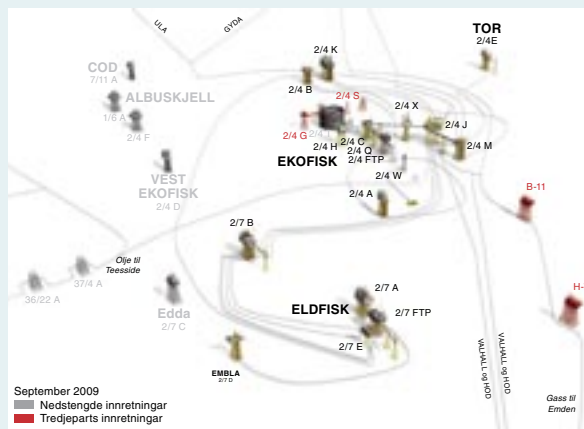 ULA
GYDA
TOR
2/4E
2/4 K
COD
7/11 A
2/4 B
2/4 S
ALBUSKJELL
1/6 A
2/4 F
2/4 X
2/4 J
2/4 G
2/4 T
2/4 H
2/4 C
2/4 Q
2/4 FTP
2/4 M
EKOFISK
2/4 W
VEST
EKOFISK
2/4 D
2/4 A
B-11
2/7 B
Olje til
Teesside
37/4 A
36/22 A
Edda
2/7 C
2/7 A
ELDFISK
2/7 FTP
2/7 E
H-
EMBLA
2/7 D
VALHALL og HOD
VALHALL og HOD
Gass til
Emden
September 2009
Nedstengde innretningar
Tredjeparts innretningar